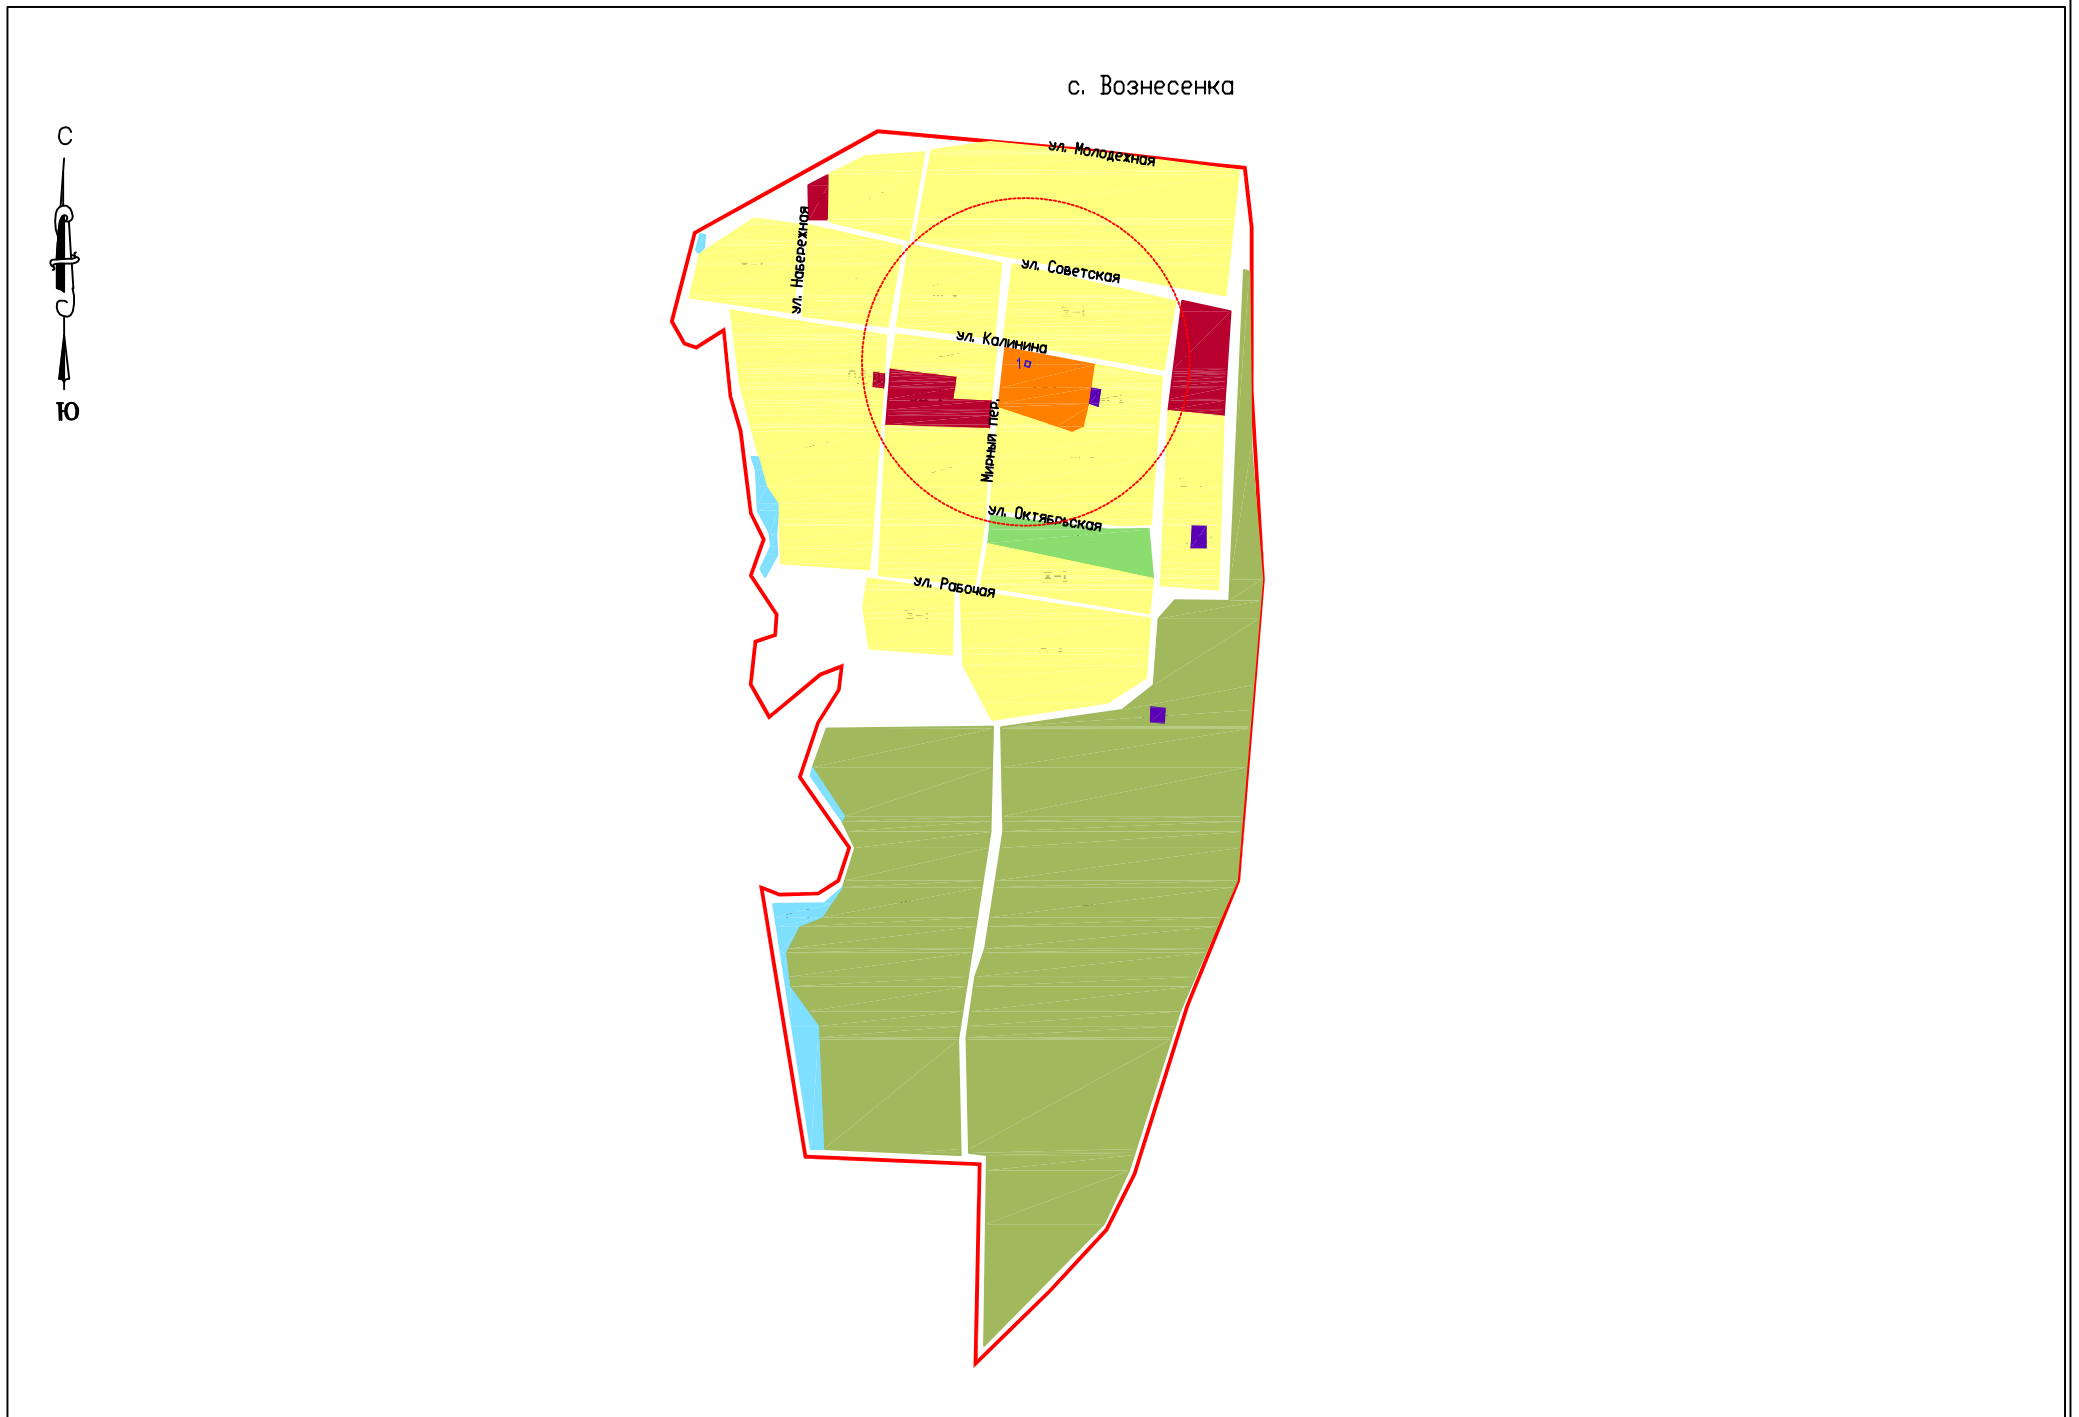 с. Вознесенка
С
ул. Молодежная
ул. Набережная
ул. Советская
ул. Калинина
1
Мирный пер.
Ю
ул. Октябрьская
ул. Рабочая